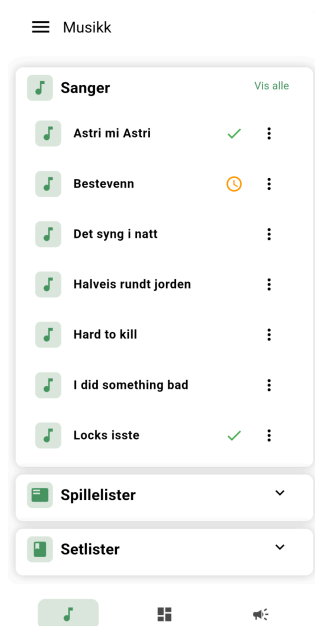 Musikk
Sanger
Vis alle
Astri mi Astri
Bestevenn
Det syng i natt
Halveis rundt jorden
Hard to kill
I did something bad
Locks isste
Spillelister
Setlister